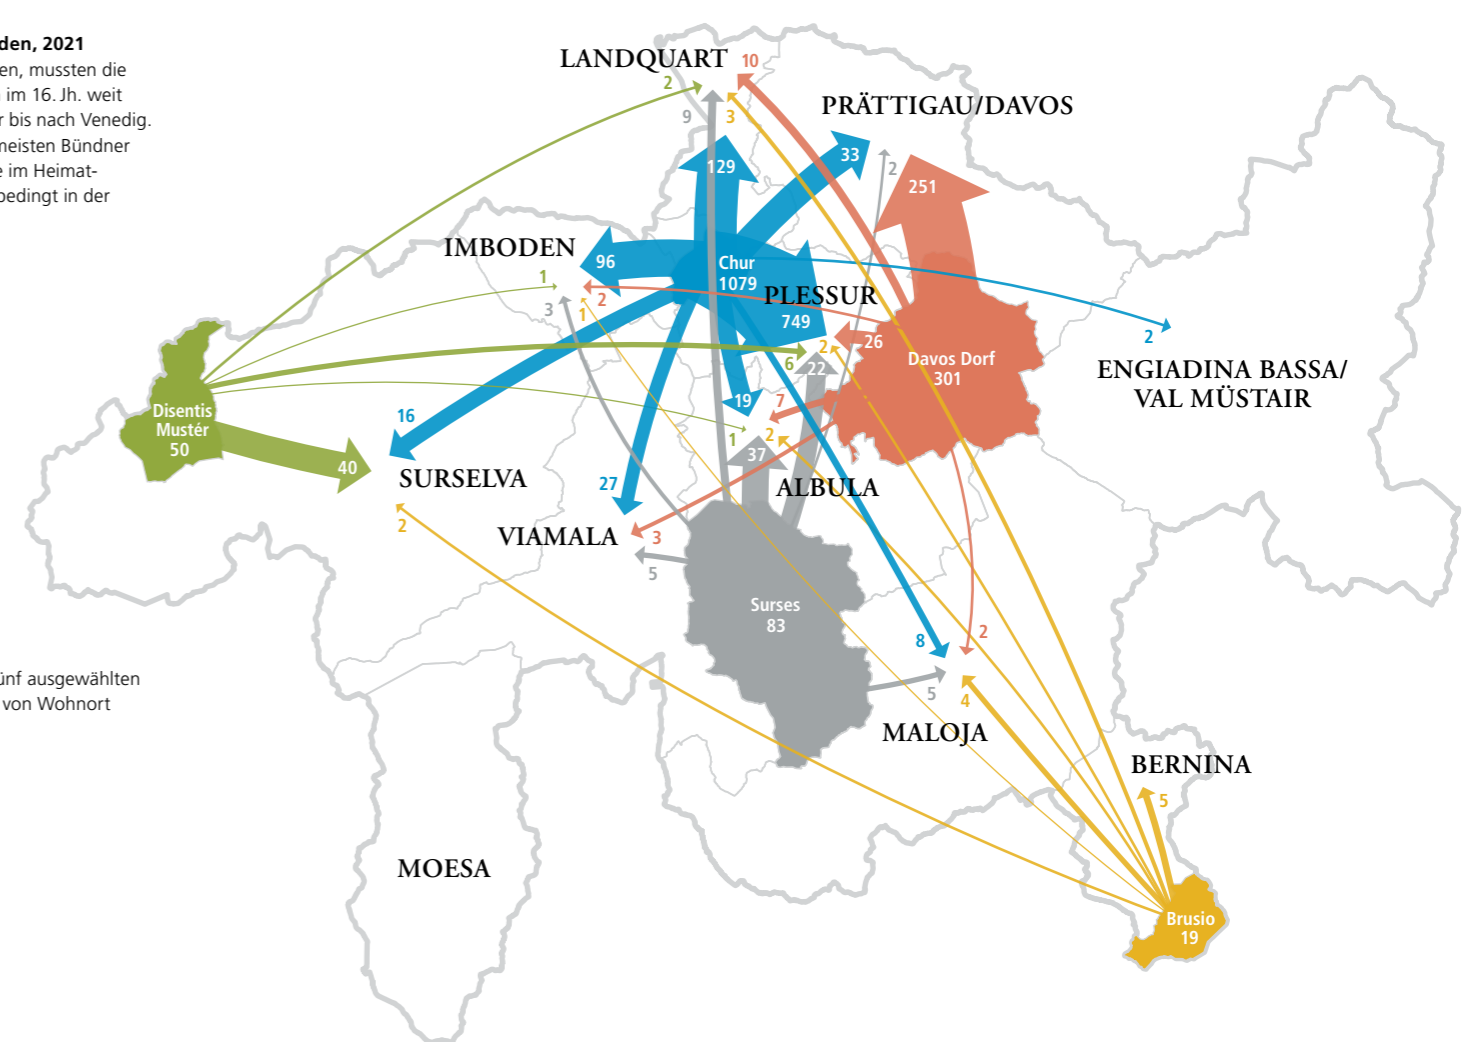 den, 2021
en, mussten die
im 16. Jh. weit
r bis nach Venedig.
meisten Bündner
e im Heimat-
bedingt in der
LANDQUART
10
2
9
3
PRÄTTIGAU/DAVOS
129
33
2
251
IMBODEN
96
Chur
1079
1
2
3
1
PLESSUR
749
2
26
6
22
Davos Dorf
301
2
ENGIADINA BASSA/
VAL MÜSTAIR
Disentis
Mustér
50
16
19
7
1
2
40
37
SURSELVA
27
ALBULA
2
VIAMALA
3
5
Surses
83
8
2
5
4
MALOJA
ünf ausgewählten
von Wohnort
BERNINA
5
MOESA
Brusio
19